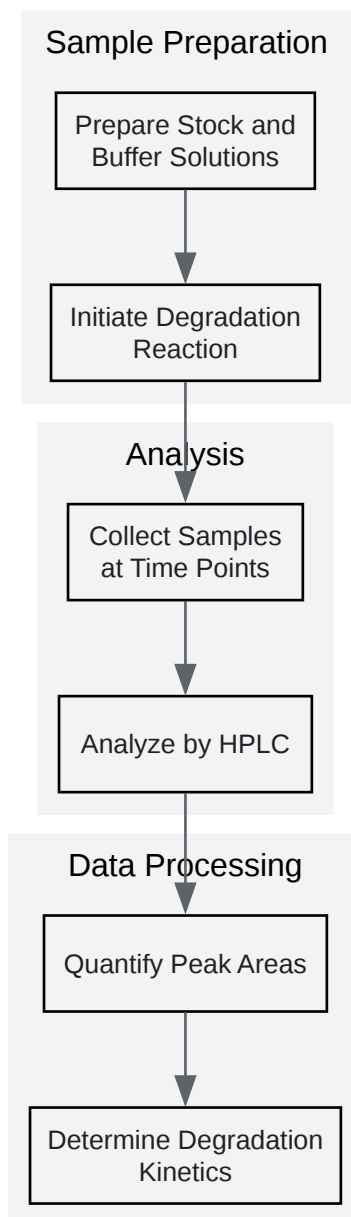 Sample Preparation
Prepare Stock and
Buffer Solutions
Initiate Degradation
Reaction
Analysis
Collect Samples
at Time Points
Analyze by HPLC
Data Processing
Quantify Peak Areas
Determine Degradation
Kinetics